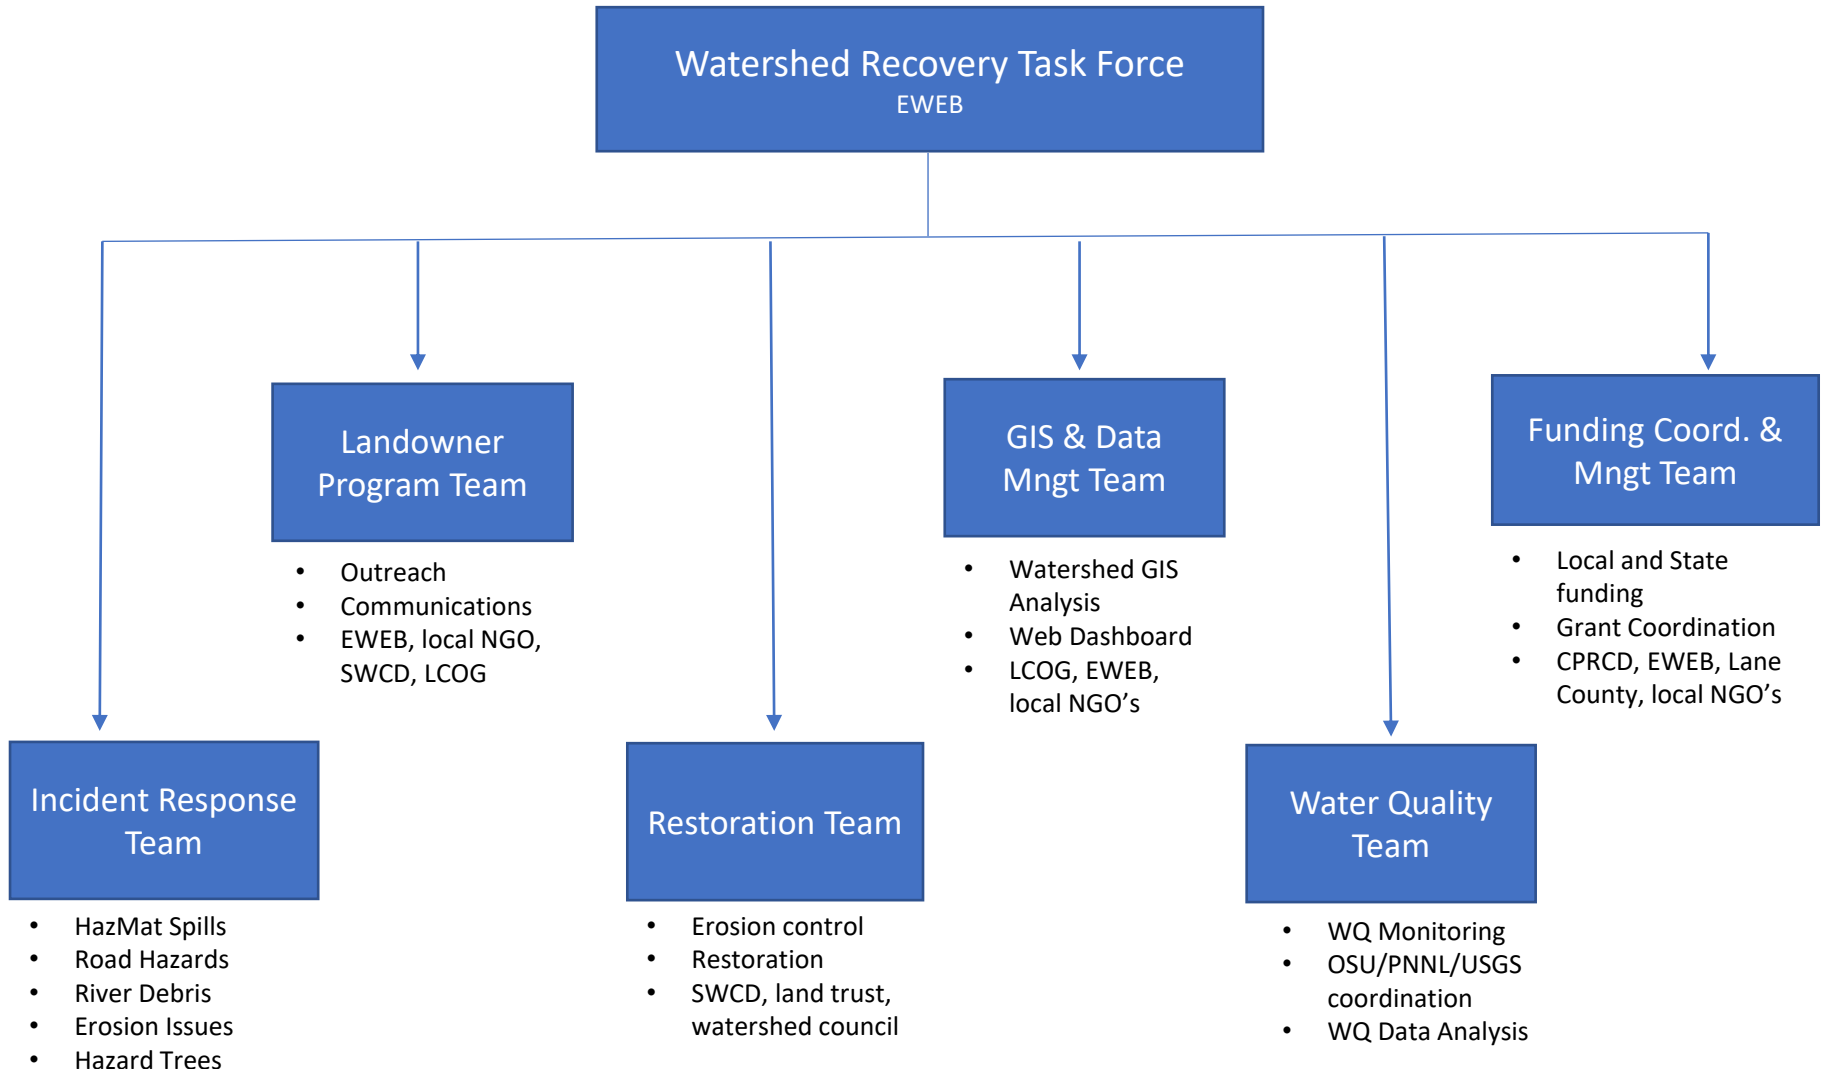 Watershed Recovery Task Force
EWEB
Landowner
Program Team
• Outreach
• Communications
• EWEB, local NGO,
SWCD, LCOG
GIS & Data
Mngt Team
• Watershed GIS
Analysis
• Web Dashboard
• LCOG, EWEB,
local NGO’s
Funding Coord. &
Mngt Team
• Local and State
funding
• Grant Coordination
• CPRCD, EWEB, Lane
County, local NGO’s
Incident Response
Team
• HazMat Spills
• Road Hazards
• River Debris
• Erosion Issues
• Hazard Trees
Restoration Team
• Erosion control
• Restoration
• SWCD, land trust,
watershed council
Water Quality
Team
• WQ Monitoring
• OSU/PNNL/USGS
coordination
• WQ Data Analysis